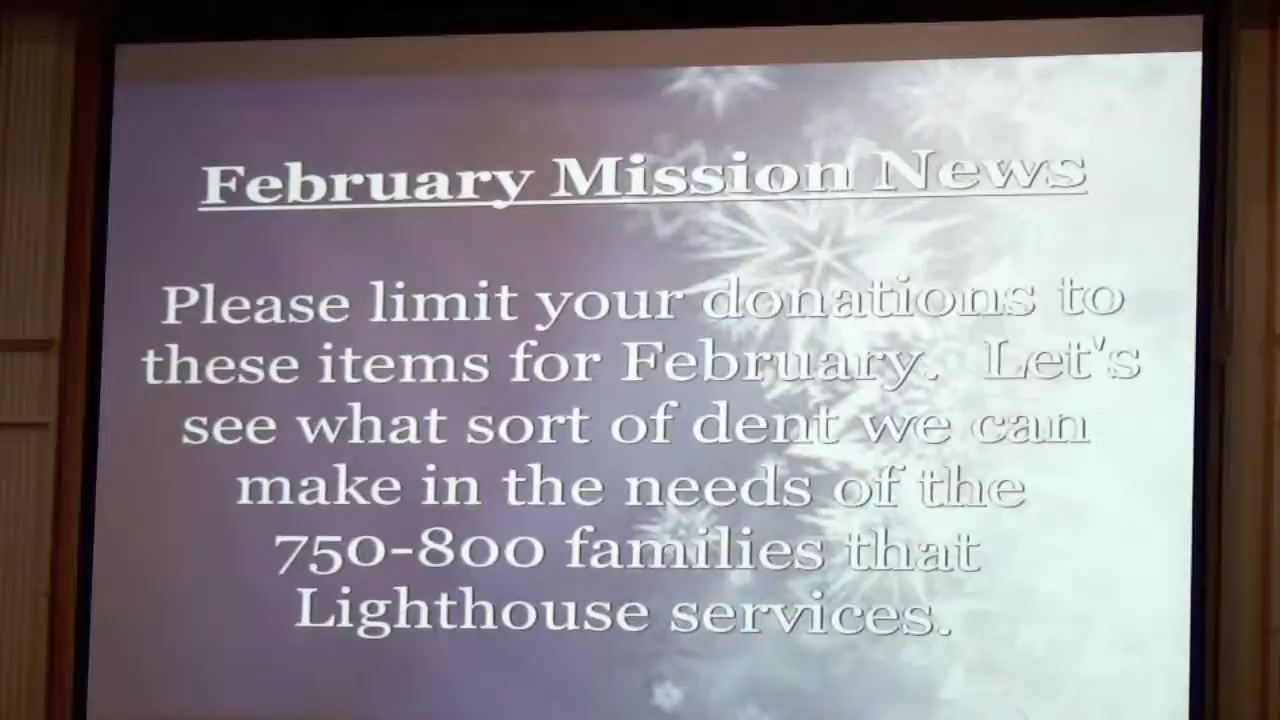 February Mission News
Please limit your donations to
these items for February. Let's
see what sort of dent we can
make in the needs of the
750-800 families that
Lighthouse services.